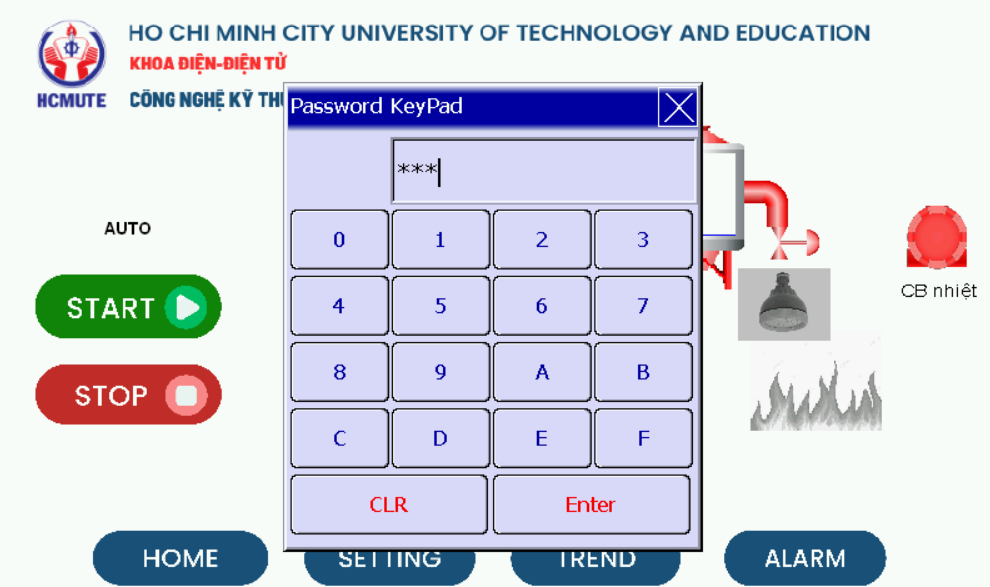 HO CHI MINH CITY UNIVERSITY OF TECHNOLOGY AND EDUCATION
KHOA ĐIỆN-ĐIỆN TỬ
HCMUTE
CÔNG NGHỆ KỸ
Password KeyPad
***
AUTO
START
STOP
0 1 2 3
4 5 6 7
8 9 A B
C D E F
CLR Enter
CB nhiệt
HOME SETTING TREND ALARM